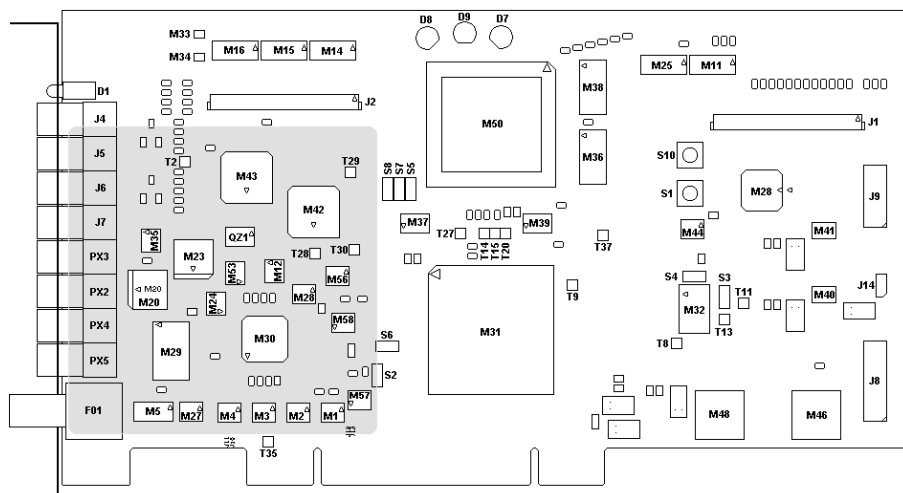 D8 D9 D7
M33
M34
M16 M15 M14
M25 M11
D1
J2
M38
M50
J4
J1
J5
T2
T29
S8 S7 S5
M36
S10
M43
J6
M28
J9
S1
M42
J7
M37
M39
M35
QZ1
T27
T14 T15 T20
T37
M44
M41
M23
T28
T30
PX3
M53
M12
M56
S4
S3
PX2
M20
M20
M24
M28
T9
M32
T11
M40
J14
PX4
M58
M31
T13
M29
M30
S6
T8
PX5
S2
J8
F01
M5 M27 M4 M3 M2 M1
M57
M48
M46
T35